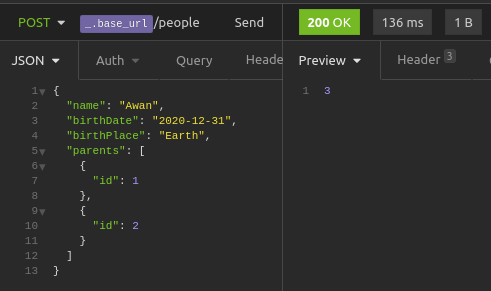 POST _.base_url /people Send 200 OK 136 ms 1 B
JSON Auth Query Heade Preview Header 3
1 {
2 "name": "Awan",
3 "birthDate": "2020-12-31",
4 "birthPlace": "Earth",
5 "parents": [
6 {
7 "id": 1
8 },
9 {
10 "id": 2
11 }
12 ]
13 }
1 3